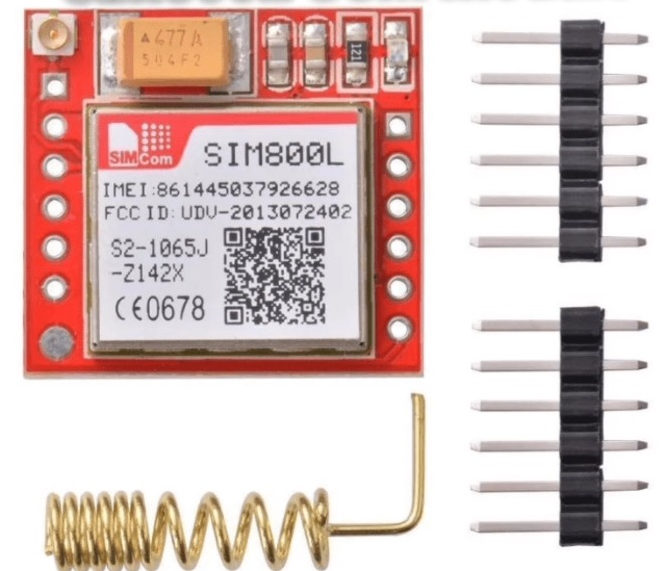 477A
504F2
121
SIMCom
SIM800L
IMEI:861445037926628
FCC ID: UDV-2013072402
S2-1065J
-Z142X
CE0678